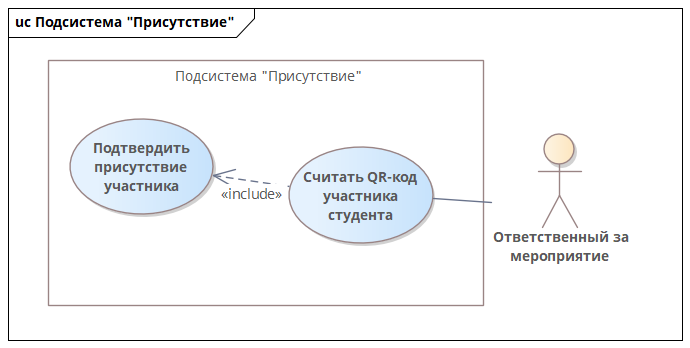 uc Подсистема "Присутствие"
Подсистема "Присутствие"
Подтвердить
присутствие
участника
«include»
Считать QR-код
участника
студента
Ответственный за
мероприятие